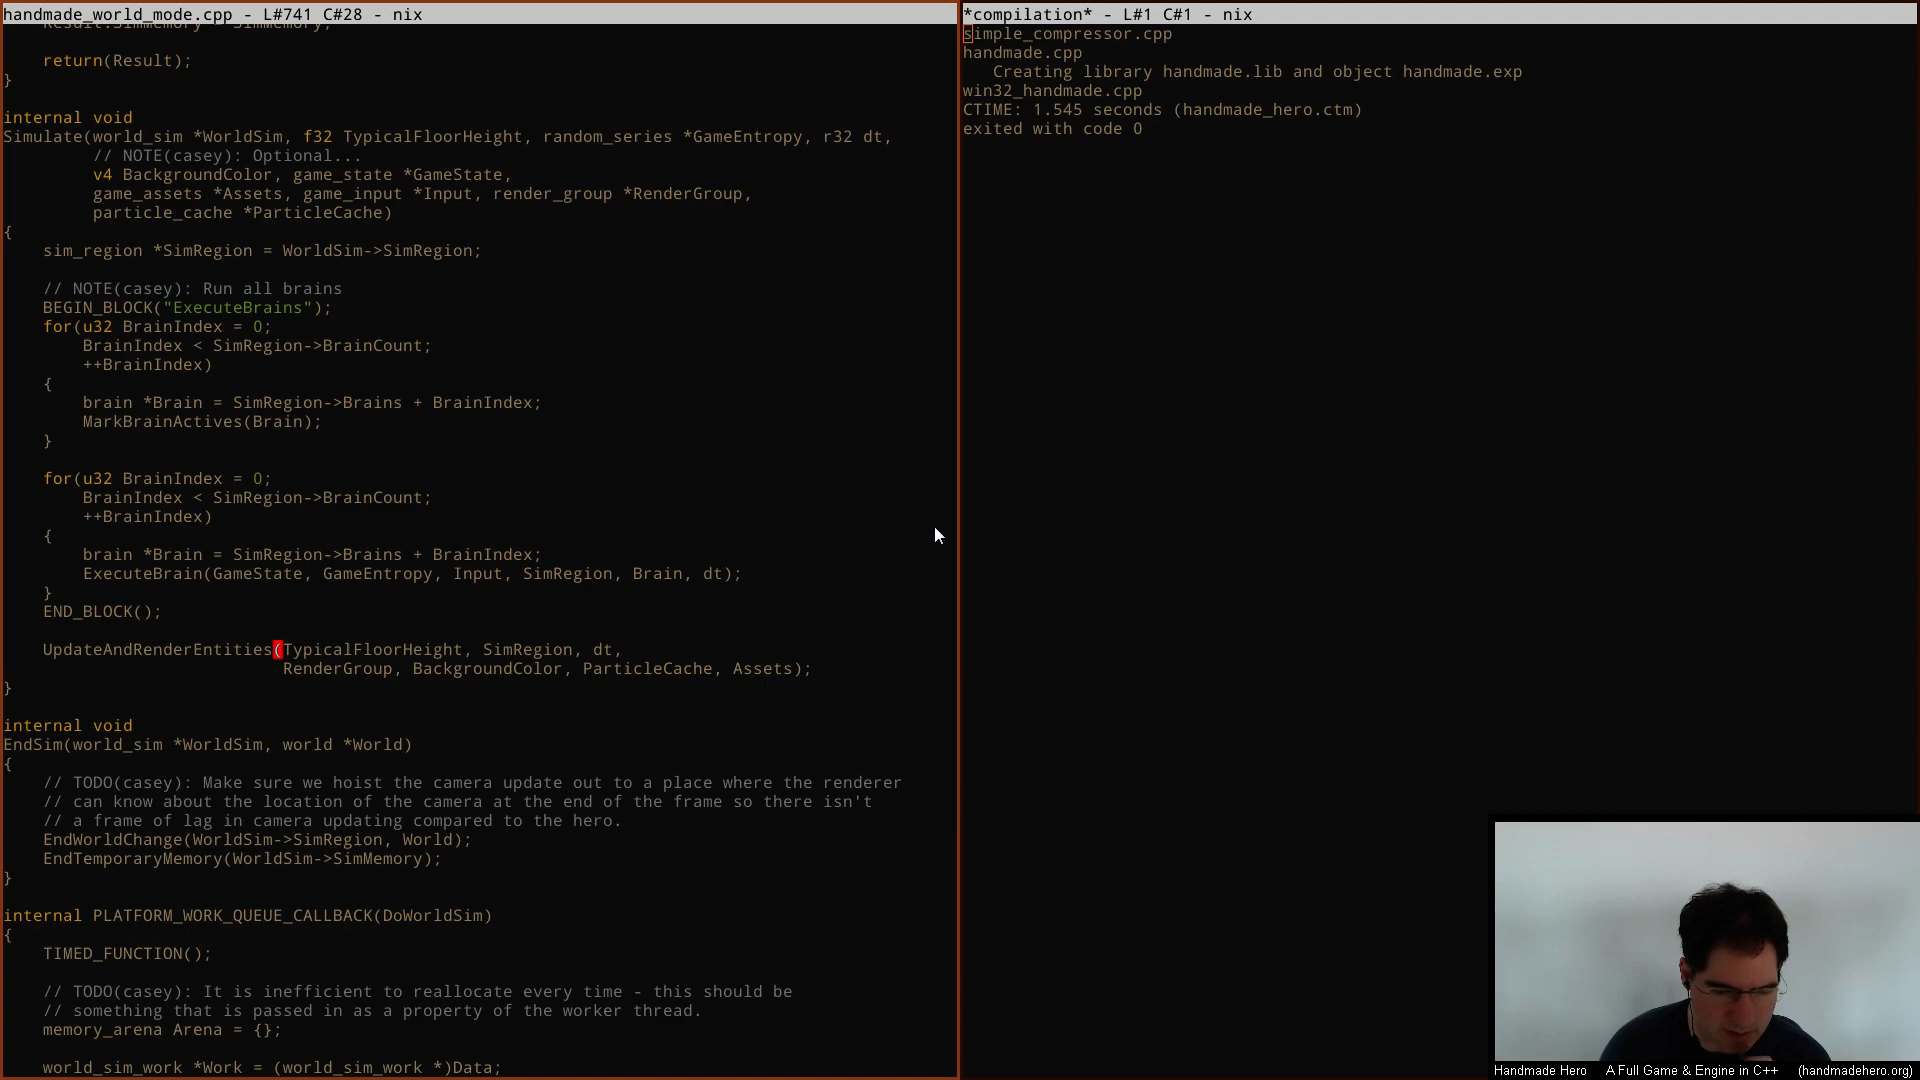 handmade_world_mode.cpp - L#741 C#28 - nix
Result.SimMemory = SimMemory;
    return(Result);
}
internal void
Simulate(world_sim *WorldSim, f32 TypicalFloorHeight, random_series *GameEntropy, r32 dt,
         // NOTE(casey): Optional...
         v4 BackgroundColor, game_state *GameState,
         game_assets *Assets, game_input *Input, render_group *RenderGroup,
         particle_cache *ParticleCache)
{
    sim_region *SimRegion = WorldSim->SimRegion;
    // NOTE(casey): Run all brains
    BEGIN_BLOCK("ExecuteBrains");
    for(u32 BrainIndex = 0;
        BrainIndex < SimRegion->BrainCount;
        ++BrainIndex)
    {
        brain *Brain = SimRegion->Brains + BrainIndex;
        MarkBrainActives(Brain);
    }
    for(u32 BrainIndex = 0;
        BrainIndex < SimRegion->BrainCount;
        ++BrainIndex)
    {
        brain *Brain = SimRegion->Brains + BrainIndex;
        ExecuteBrain(GameState, GameEntropy, Input, SimRegion, Brain, dt);
    }
    END_BLOCK();
    UpdateAndRenderEntities(TypicalFloorHeight, SimRegion, dt,
                            RenderGroup, BackgroundColor, ParticleCache, Assets);
}
internal void
EndSim(world_sim *WorldSim, world *World)
{
    // TODO(casey): Make sure we hoist the camera update out to a place where the renderer
    // can know about the location of the camera at the end of the frame so there isn't
    // a frame of lag in camera updating compared to the hero.
    EndWorldChange(WorldSim->SimRegion, World);
    EndTemporaryMemory(WorldSim->SimMemory);
}
internal PLATFORM_WORK_QUEUE_CALLBACK(DoWorldSim)
{
    TIMED_FUNCTION();
    // TODO(casey): It is inefficient to reallocate every time - this should be
    // something that is passed in as a property of the worker thread.
    memory_arena Arena = {};
    world_sim_work *Work = (world_sim_work *)Data;
*compilation* - L#1 C#1 - nix
simple_compressor.cpp
handmade.cpp
   Creating library handmade.lib and object handmade.exp
win32_handmade.cpp
CTIME: 1.545 seconds (handmade_hero.ctm)
exited with code 0
Handmade Hero    A Full Game & Engine in C++    (handmadehero.org)